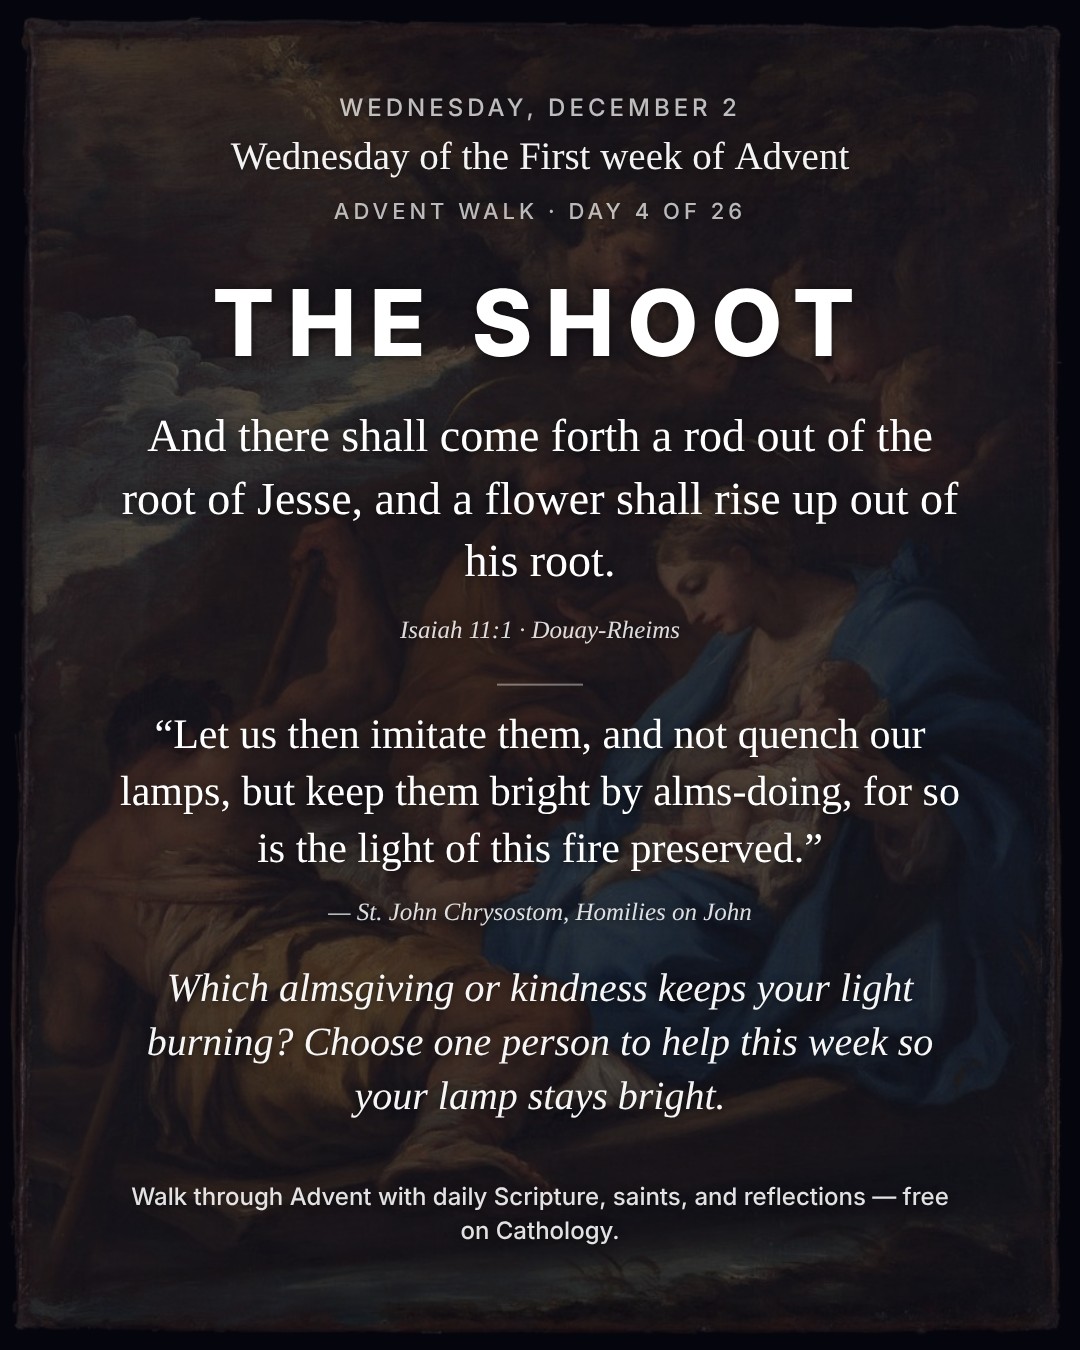 WEDNESDAY, DECEMBER 2
Wednesday of the First week of Advent
ADVENT WALK · DAY 4 OF 26
THE SHOOT
And there shall come forth a rod out of the
root of Jesse, and a flower shall rise up out of
his root.
Isaiah 11:1 · Douay-Rheims
“Let us then imitate them, and not quench our
lamps, but keep them bright by alms-doing, for so
is the light of this fire preserved.”
— St. John Chrysostom, Homilies on John
Which almsgiving or kindness keeps your light
burning? Choose one person to help this week so
your lamp stays bright.
Walk through Advent with daily Scripture, saints, and reflections — free
on Cathology.